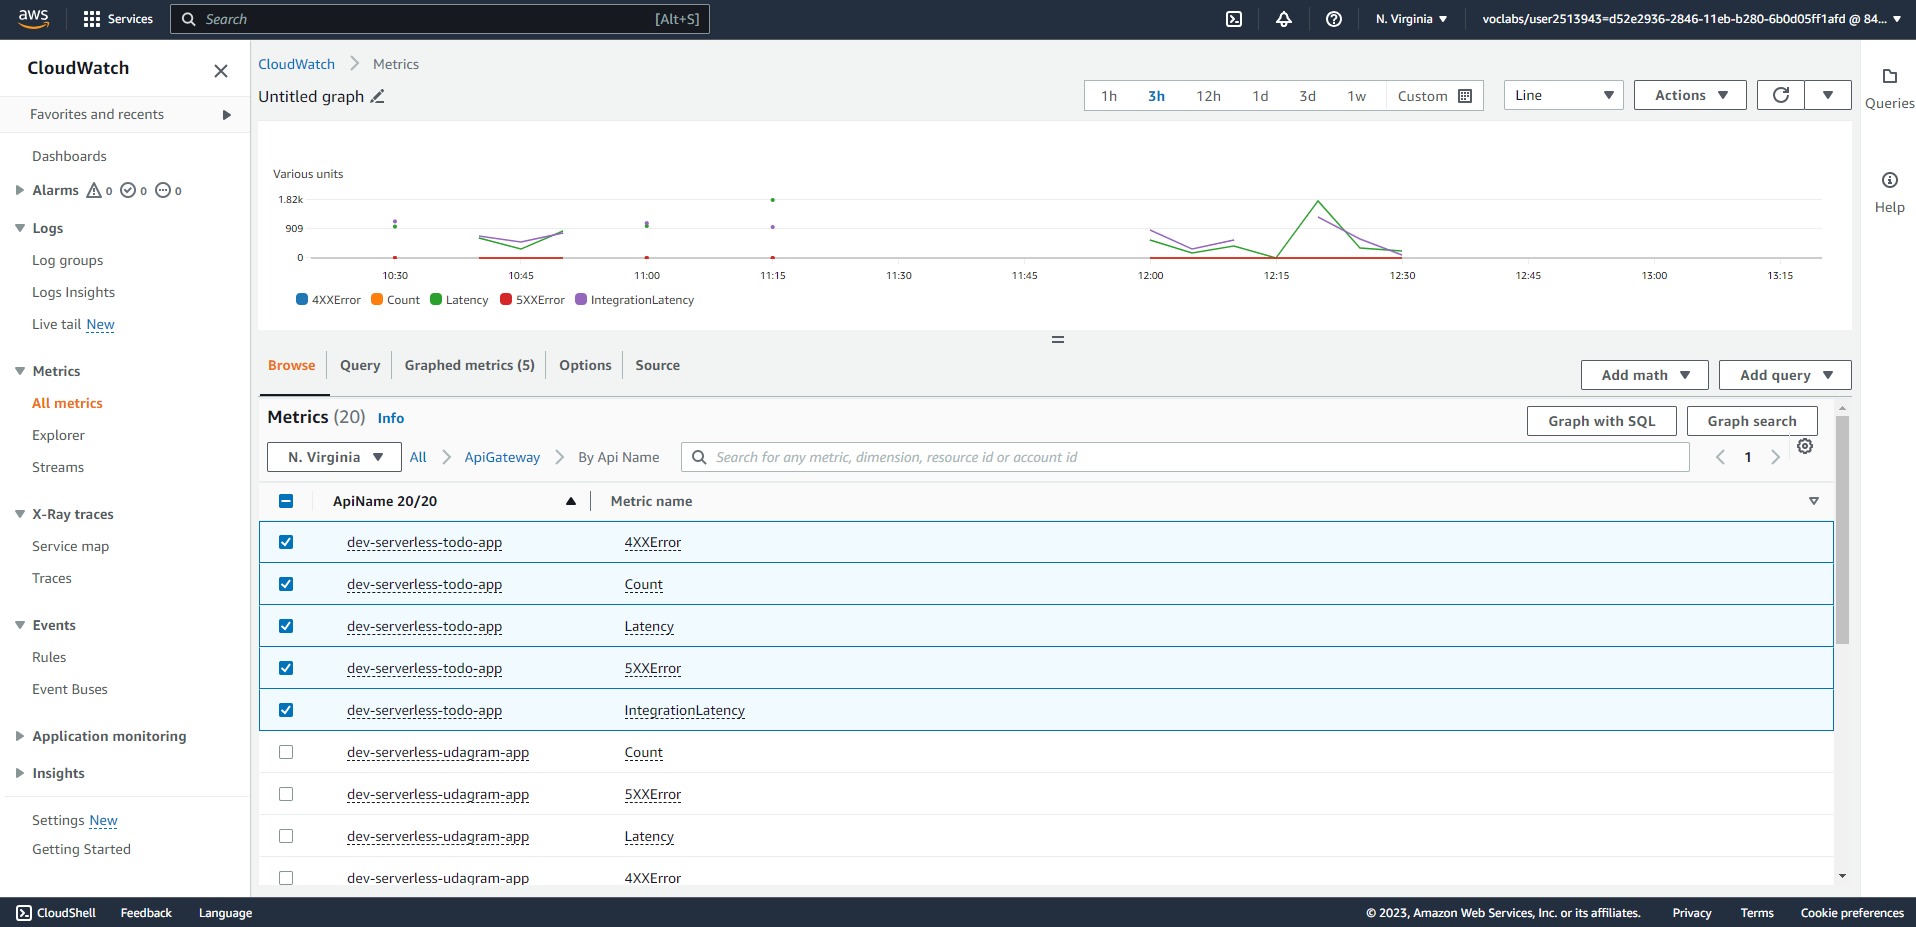 aws
Services
Search [Alt+S]
N. Virginia
voclabs/user2513943=d52e2936-2846-11eb-b280-6b0d05ff1afd @ 84...
CloudWatch
Favorites and recents
Dashboards
Alarms 0 0 0
Logs
Log groups
Logs Insights
Live tail New
Metrics
All metrics
Explorer
Streams
X-Ray traces
Service map
Traces
Events
Rules
Event Buses
Application monitoring
Insights
Settings New
Getting Started
CloudWatch Metrics
Untitled graph
1h 3h 12h 1d 3d 1w Custom
Line
Actions
Queries
Help
Various units
1.82k
909
0
10:30 10:45 11:00 11:15 11:30 11:45 12:00 12:15 12:30 12:45 13:00 13:15
4XXError Count Latency 5XXError IntegrationLatency
Browse Query Graphed metrics (5) Options Source
Add math Add query
Metrics (20) Info
Graph with SQL Graph search
N. Virginia All ApiGateway By Api Name
Search for any metric, dimension, resource id or account id
1
ApiName 20/20 Metric name
dev-serverless-todo-app 4XXError
dev-serverless-todo-app Count
dev-serverless-todo-app Latency
dev-serverless-todo-app 5XXError
dev-serverless-todo-app IntegrationLatency
dev-serverless-udagram-app Count
dev-serverless-udagram-app 5XXError
dev-serverless-udagram-app Latency
dev-serverless-udagram-app 4XXError
CloudShell Feedback Language
© 2023, Amazon Web Services, Inc. or its affiliates. Privacy Terms Cookie preferences